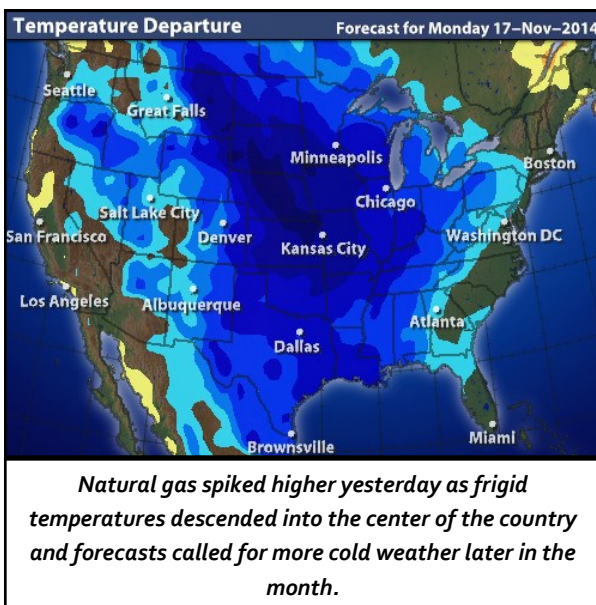 Temperature Departure
Forecast for Monday 17-Nov-2014
Seattle
Great Falls
Minneapolis
Boston
Chicago
Salt Lake City
San Francisco
Denver
Kansas City
Washington DC
Los Angeles
Albuquerque
Atlanta
Dallas
Brownsville
Miami
Natural gas spiked higher yesterday as frigid
temperatures descended into the center of the country
and forecasts called for more cold weather later in the
month.